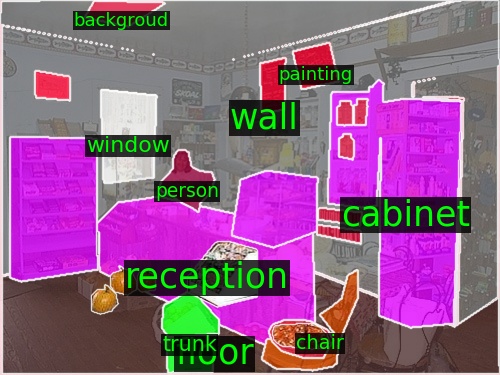 backgroud
painting
wall
window
person
cabinet
reception
trunk
floor
chair